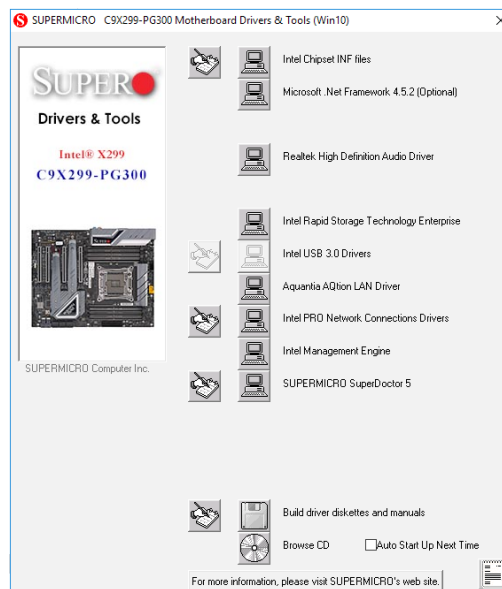 SUPERMICRO C9X299-PG300 Motherboard Drivers & Tools (Win10)
SUPER
Drivers & Tools
Intel® X299
C9X299-PG300
SUPERMICRO Computer Inc.
Intel Chipset INF files
Microsoft .Net Framework 4.5.2 (Optional)
Realtek High Definition Audio Driver
Intel Rapid Storage Technology Enterprise
Intel USB 3.0 Drivers
Aquantia AQtion LAN Driver
Intel PRO Network Connections Drivers
Intel Management Engine
SUPERMICRO SuperDoctor 5
Build driver diskettes and manuals
Browse CD
Auto Start Up Next Time
For more information, please visit SUPERMICRO's web site.